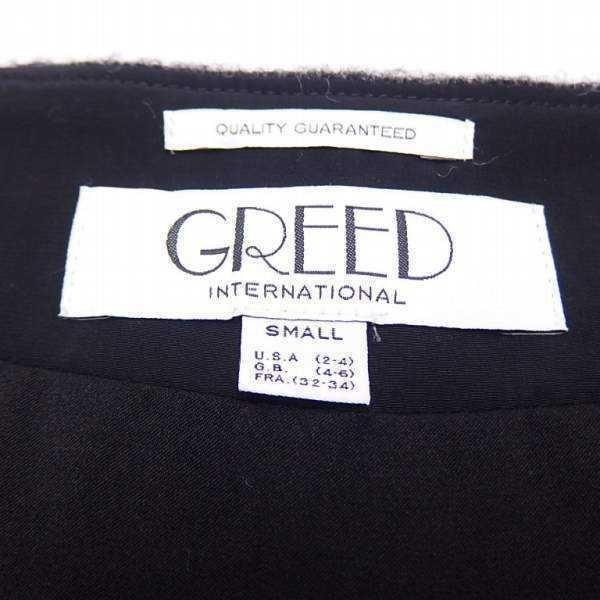 QUALITY GUARANTEED
GREED
INTERNATIONAL
SMALL
U.S.A (2-4)
G.B. (4-6)
FRA. (32-34)